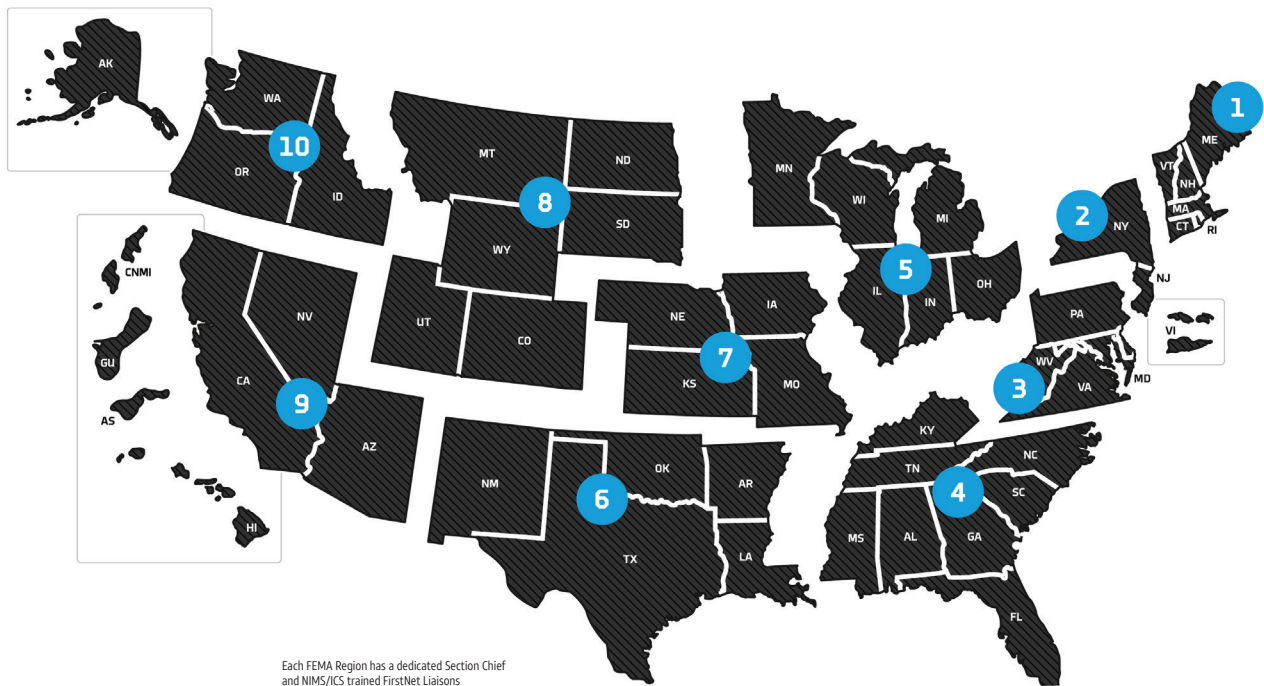 AK
WA
10
OR
ID
MT
ND
8
SD
WY
MN
WI
MI
5
IL
IN
OH
1
ME
VT
NH
MA
CT
RI
2
NY
NJ
VI
PA
WV
MD
3
VA
CNMI
GU
AS
HI
NV
CA
9
AZ
UT
CO
NE
IA
7
KS
MO
NM
OK
6
TX
AR
LA
KY
TN
NC
4
SC
MS
AL
GA
FL
Each FEMA Region has a dedicated Section Chief
and NIMS/ICS trained FirstNet Liaisons